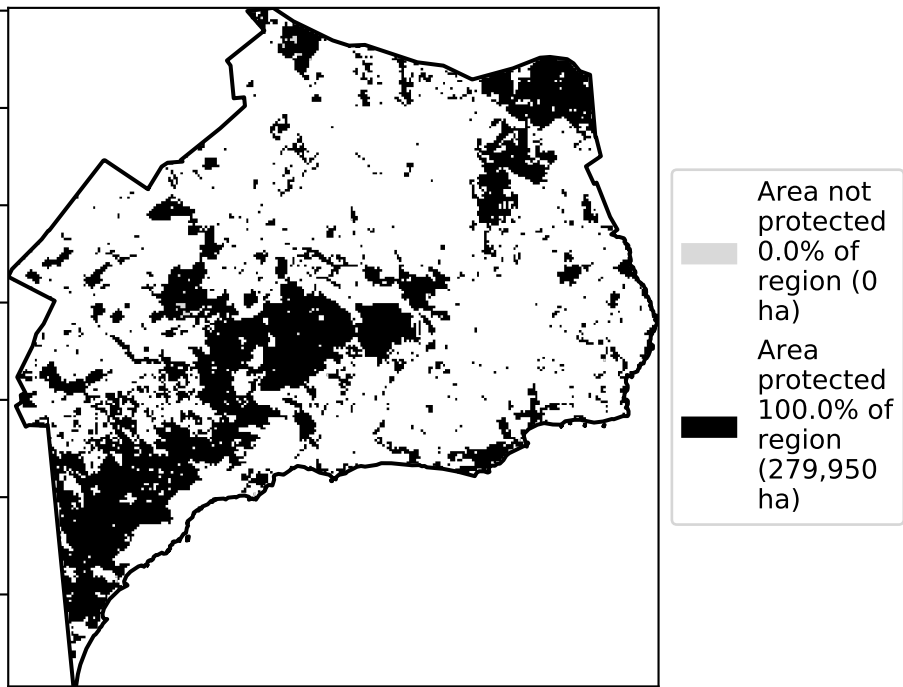 Area not
protected
0.0% of
region (0
ha)
Area
protected
100.0% of
region
(279,950
ha)